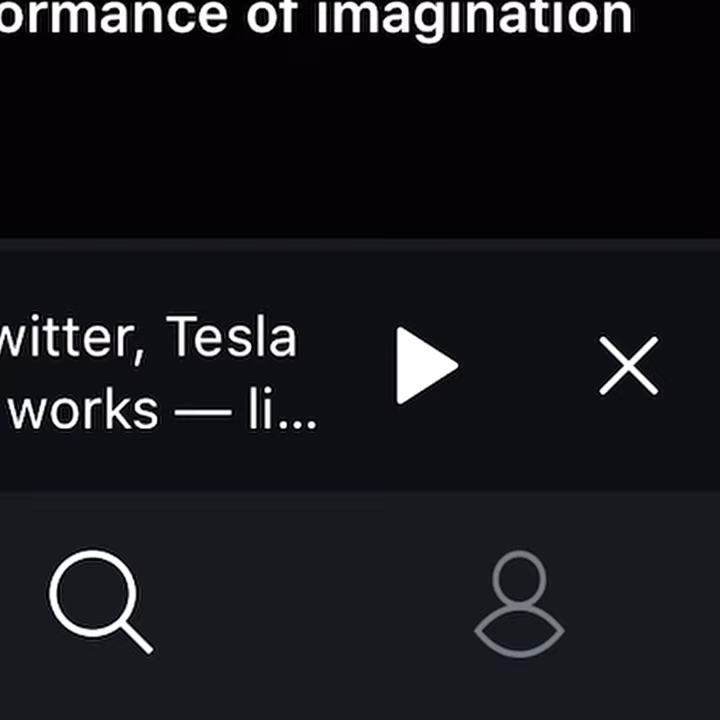 ormance of Imagination
witter, Tesla
works — li...